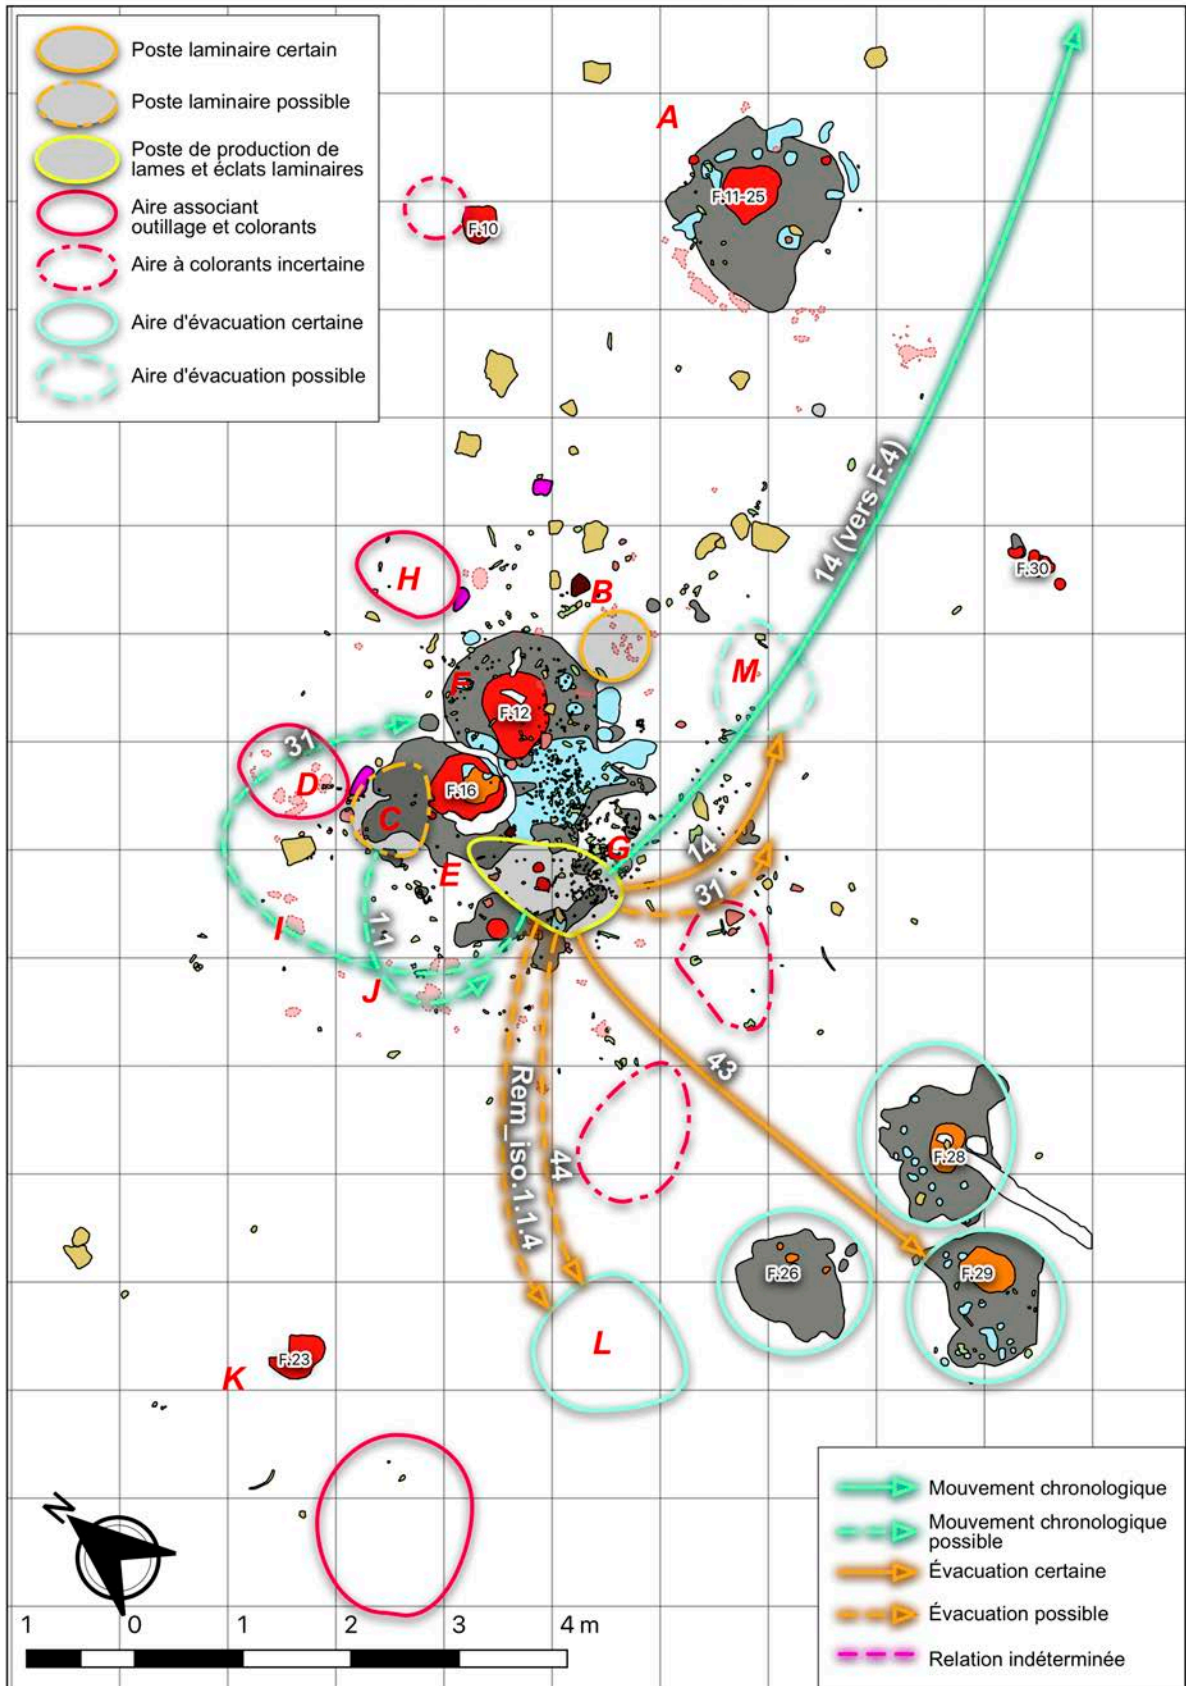 Poste laminaire certain
Poste laminaire possible
Poste de production de
lames et éclats laminaires
Aire associant
outillage et colorants
Aire à colorants incertaine
Aire d'évacuation certaine
Aire d'évacuation possible
A
F.11-25
F.10
14 (vers F.4)
F.30
H
B
M
F
F.12
31
D
F.16
C
G
14
E
31
I
11
J
43
Rem_iso.1.1.4
44
F.28
F.26
F.29
L
F.23
K
N
1 0 1 2 3 4 m
Mouvement chronologique
Mouvement chronologique
possible
Évacuation certaine
Évacuation possible
Relation indéterminée